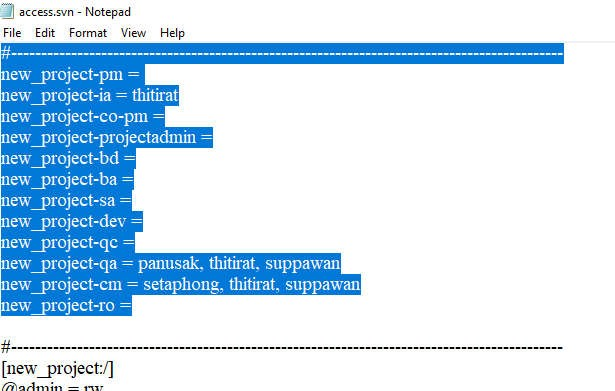 access.svn - Notepad
File Edit Format View Help
#--------------------------------------------------------------------------------------------
new_project-pm =
new_project-ia = thitirat
new_project-co-pm =
new_project-projectadmin =
new_project-bd =
new_project-ba =
new_project-sa =
new_project-dev =
new_project-qc =
new_project-qa = panusak, thitirat, suppawan
new_project-cm = setaphong, thitirat, suppawan
new_project-ro =
#--------------------------------------------------------------------------------------------
[new_project:/]
@admin = rw